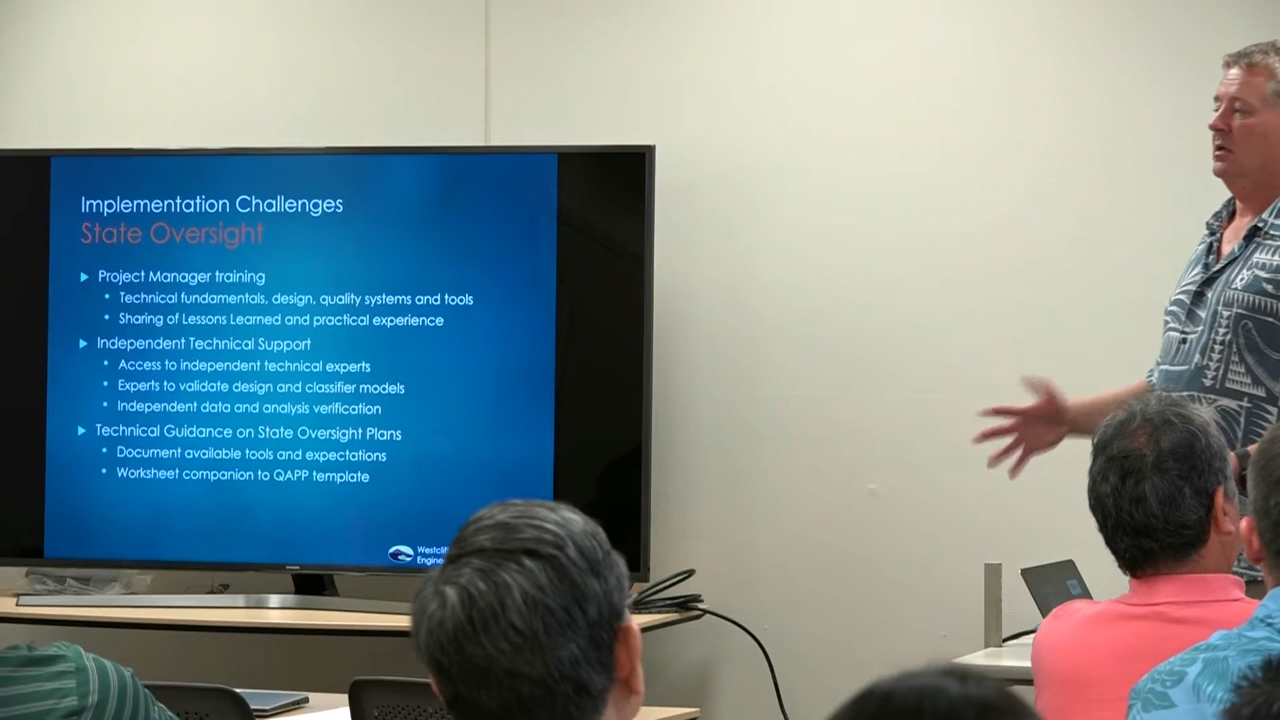 Implementation Challenges
State Oversight
Project Manager training
Technical fundamentals, design, quality systems and tools
Sharing of Lessons Learned and practical experience
Independent Technical Support
Access to independent technical experts
Experts to validate design and classifier models
Independent data and analysis verification
Technical Guidance on State Oversight Plans
Document available tools and expectations
Worksheet companion to QAPP template
SAMSUNG